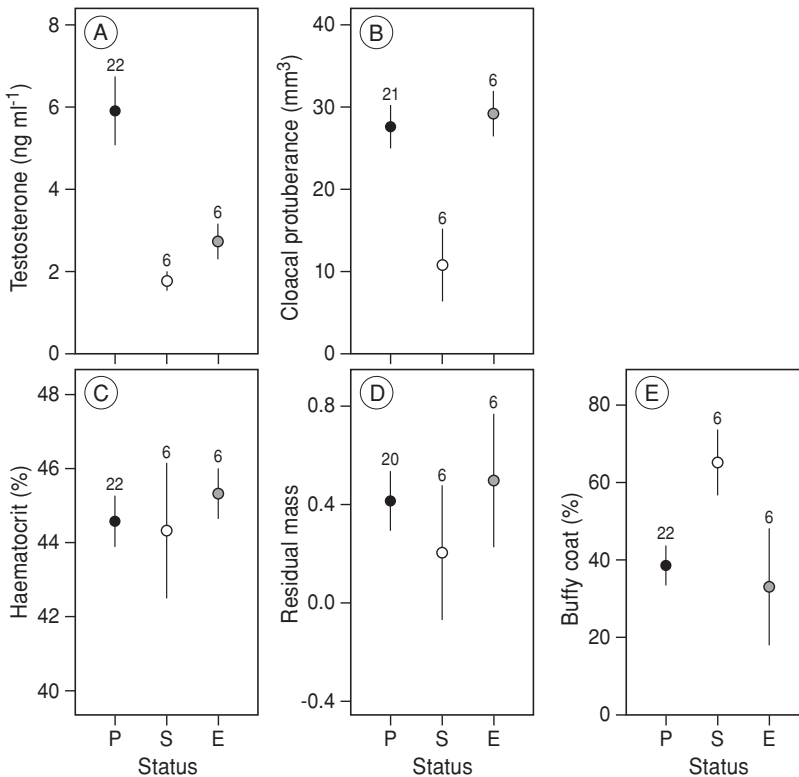 A
Testosterone (ng ml-1)
8
6
4
2
0
22
6
6
B
Cloacal protuberance (mm3)
40
30
20
10
0
21
6
6
C
Haematocrit (%)
48
46
44
42
40
22
6
6
P S E
Status
D
Residual mass
0.8
0.4
0.0
-0.4
20
6
6
P S E
Status
E
Buffy coat (%)
80
60
40
20
0
22
6
6
P S E
Status